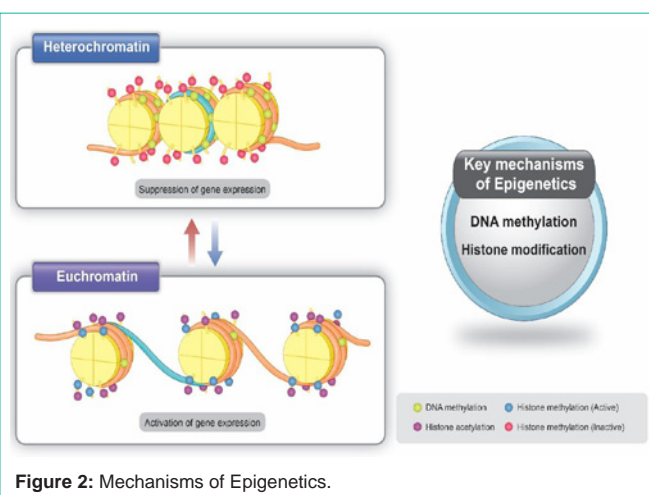 Heterochromatin
Suppression of gene expression
Euchromatin
Activation of gene expression
Key mechanisms
of Epigenetics
DNA methylation
Histone modification
DNA methylation
Histone methylation (Active)
Histone acetylation
Histone methylation (Inactive)
Figure 2: Mechanisms of Epigenetics.